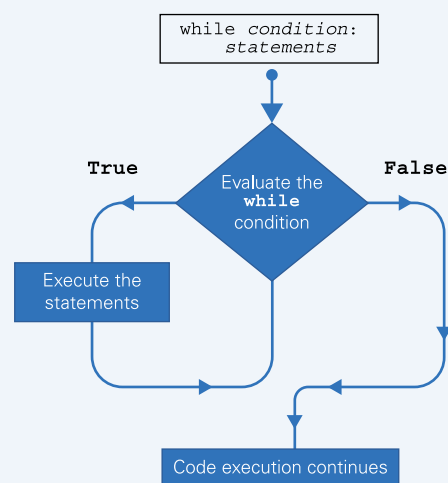 while condition:
statements
True
False
Evaluate the
while
condition
Execute the
statements
Code execution continues